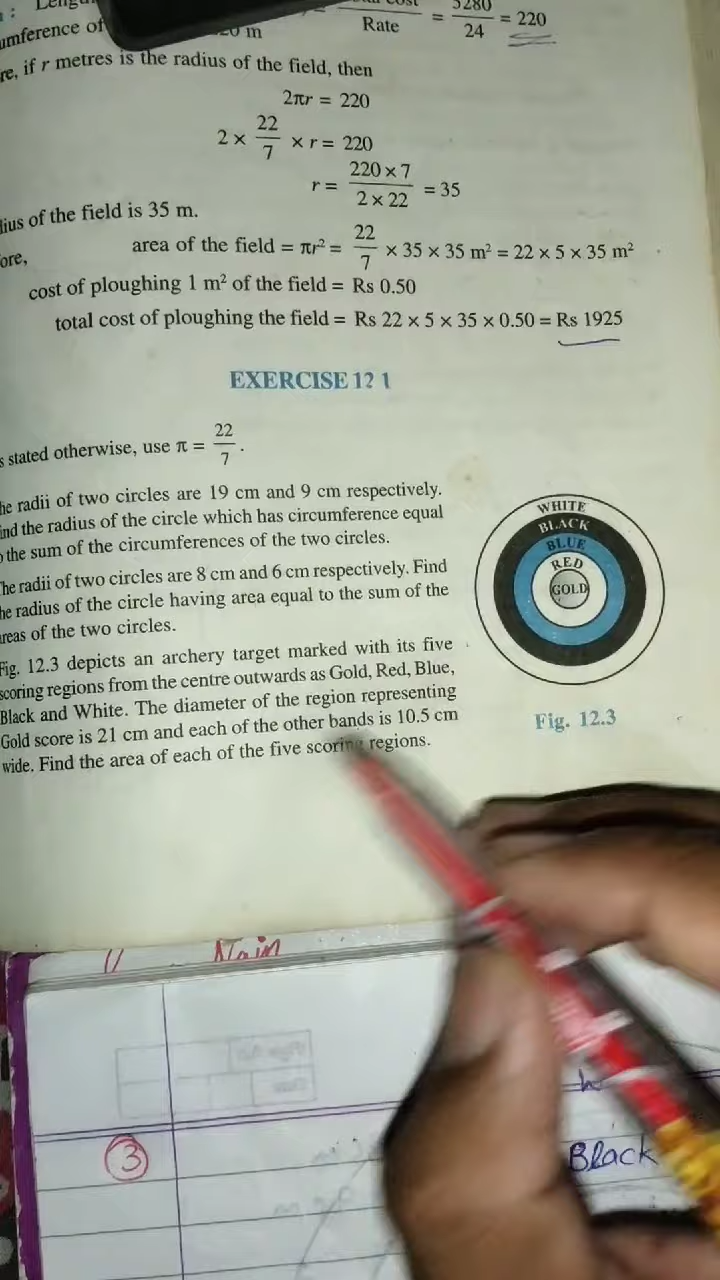 : Lengt
Rate = 5280/24 = 220
umference of
m
re, if r metres is the radius of the field, then
2πr = 220
2 × 22/7 × r = 220
r = 220 × 7 / 2 × 22 = 35
dius of the field is 35 m.
ore, area of the field = πr² = 22/7 × 35 × 35 m² = 22 × 5 × 35 m²
cost of ploughing 1 m² of the field = Rs 0.50
total cost of ploughing the field = Rs 22 × 5 × 35 × 0.50 = Rs 1925
EXERCISE 12 1
s stated otherwise, use π = 22/7.
he radii of two circles are 19 cm and 9 cm respectively.
ind the radius of the circle which has circumference equal
o the sum of the circumferences of the two circles.
The radii of two circles are 8 cm and 6 cm respectively. Find
he radius of the circle having area equal to the sum of the
reas of the two circles.
Fig. 12.3 depicts an archery target marked with its five
scoring regions from the centre outwards as Gold, Red, Blue,
Black and White. The diameter of the region representing
Gold score is 21 cm and each of the other bands is 10.5 cm
wide. Find the area of each of the five scoring regions.
WHITE
BLACK
BLUE
RED
GOLD
Fig. 12.3
3
Black